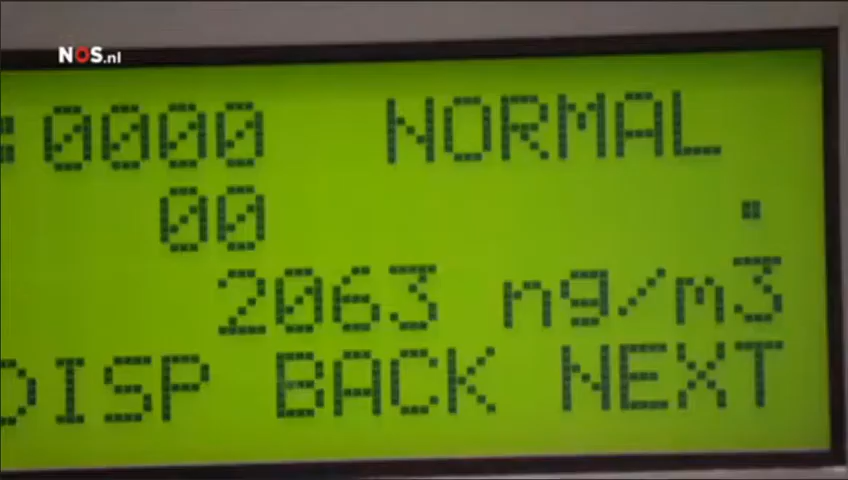 NOS.nl
:0000 NORMAL
00 .
2063 ng/m3
DISP BACK NEXT